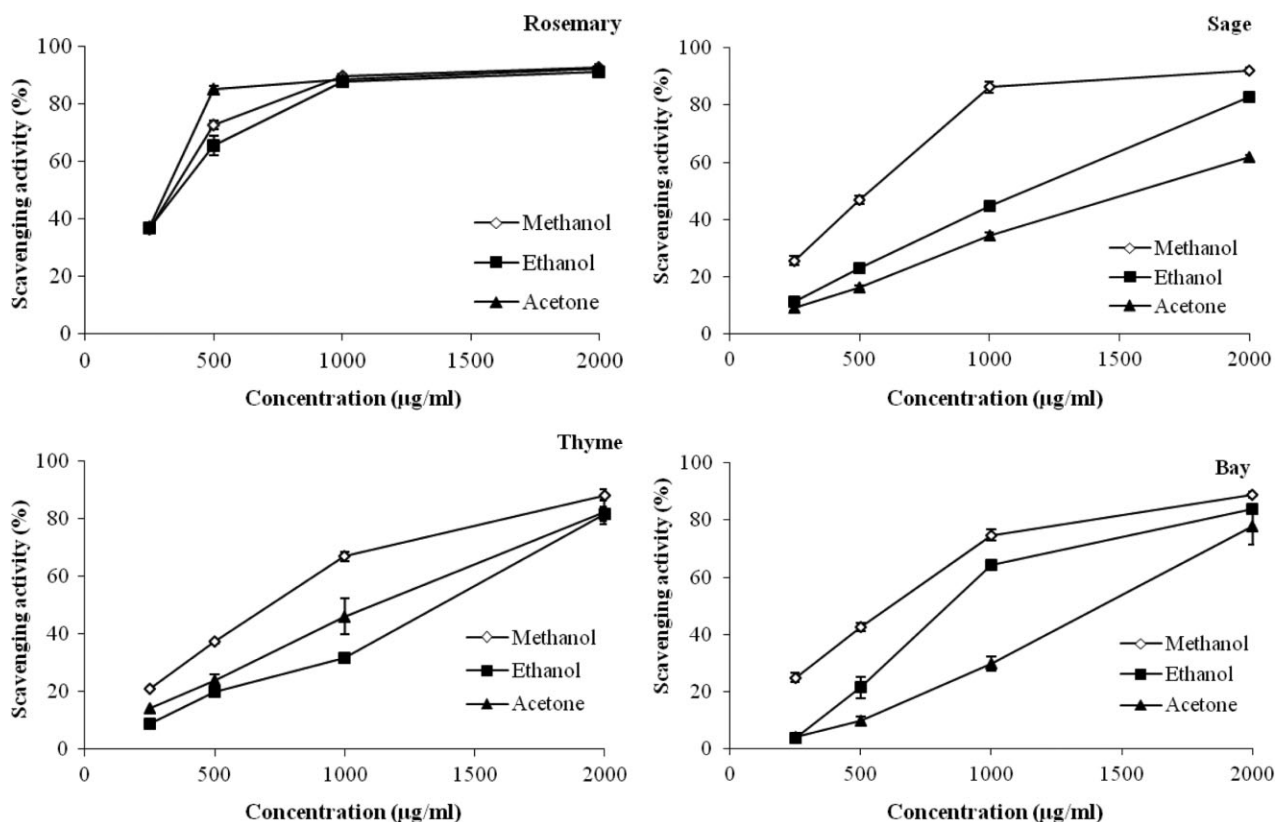 Rosemary
Scavenging activity (%)
100
80
60
40
20
0
Methanol
Ethanol
Acetone
0
500
1000
1500
2000
Concentration (µg/ml)
Sage
Scavenging activity (%)
100
80
60
40
20
0
Methanol
Ethanol
Acetone
0
500
1000
1500
2000
Concentration (µg/ml)
Thyme
Scavenging activity (%)
100
80
60
40
20
0
Methanol
Ethanol
Acetone
0
500
1000
1500
2000
Concentration (µg/ml)
Bay
Scavenging activity (%)
100
80
60
40
20
0
Methanol
Ethanol
Acetone
0
500
1000
1500
2000
Concentration (µg/ml)